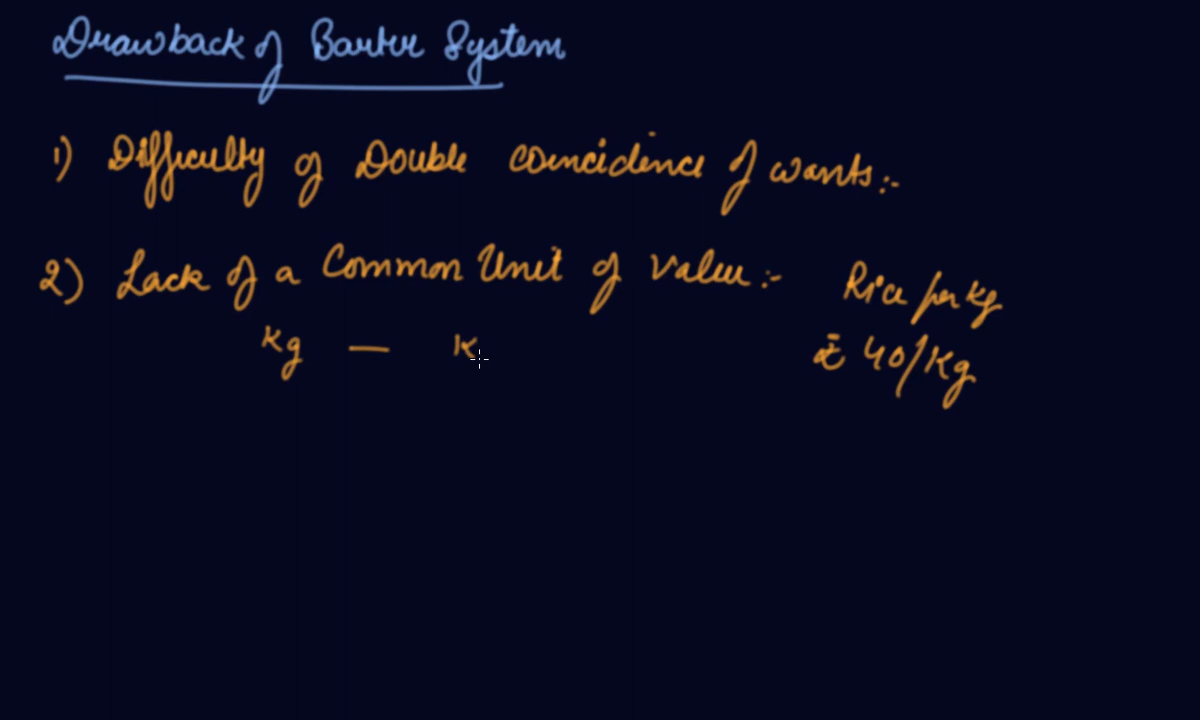 Drawback of Barter System
1) Difficulty of Double coincidence of wants:-
2) Lack of a Common Unit of Value:- Rice per kg
kg — K ₹ 40/Kg